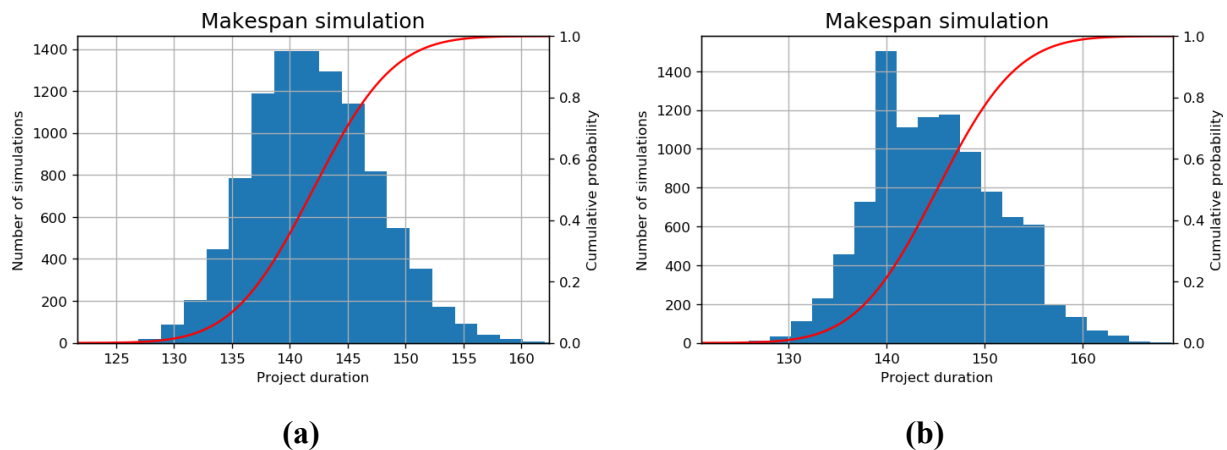 Makespan simulation
Number of simulations
1400
1200
1000
800
600
400
200
0
1.0
0.8
0.6
0.4
0.2
0.0
Cumulative probability
125 130 135 140 145 150 155 160
Project duration
(a)
Makespan simulation
Number of simulations
1400
1200
1000
800
600
400
200
0
1.0
0.8
0.6
0.4
0.2
0.0
Cumulative probability
130 140 150 160
Project duration
(b)